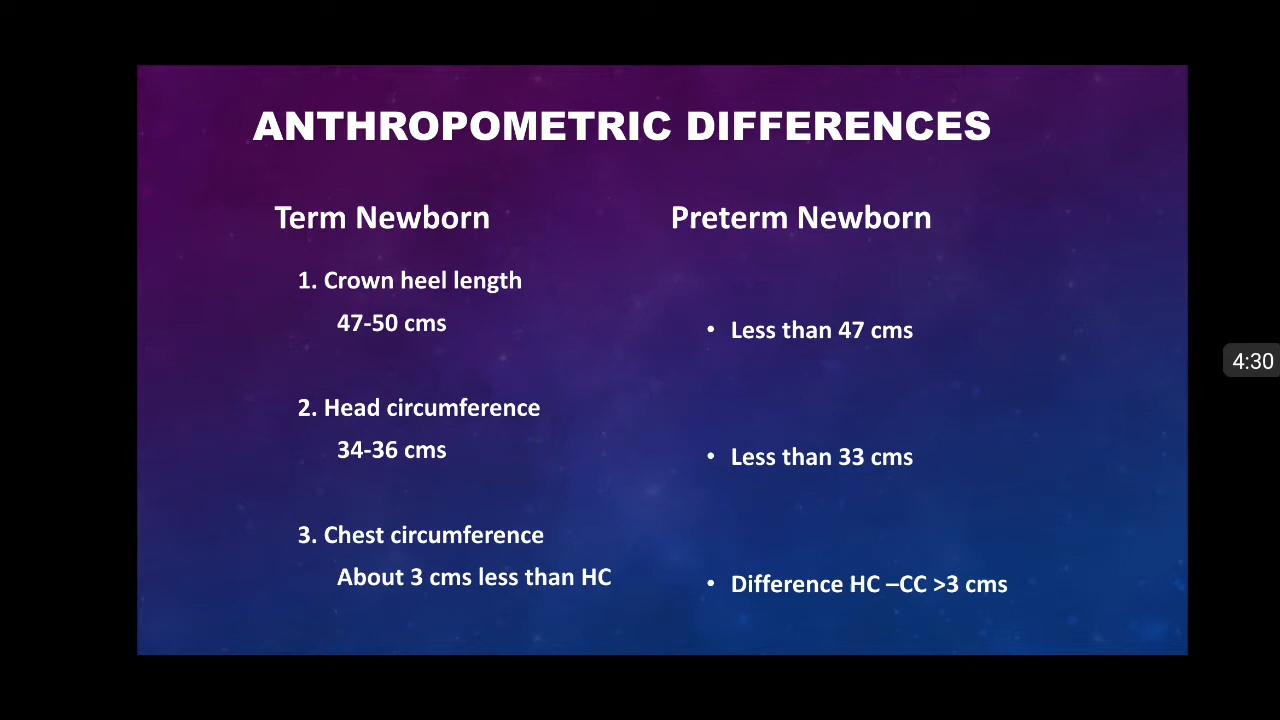 ANTHROPOMETRIC DIFFERENCES
Term Newborn
1. Crown heel length
47-50 cms
2. Head circumference
34-36 cms
3. Chest circumference
About 3 cms less than HC
Preterm Newborn
• Less than 47 cms
• Less than 33 cms
• Difference HC –CC >3 cms
4:30